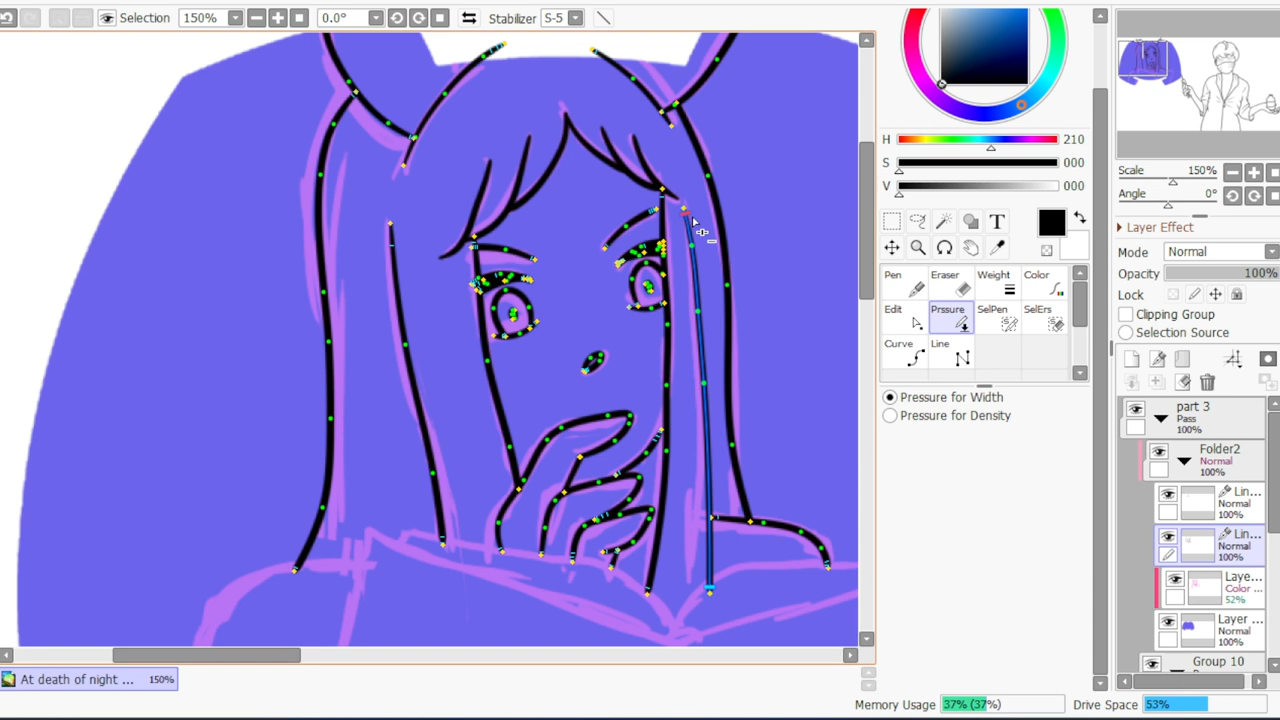 Selection 150% 0.0° Stabilizer S-5
H 210
S 000
V 000
T
Pen Eraser Weight Color
Edit Prssure SelPen SelErs
Curve Line
Pressure for Width
Pressure for Density
Scale 150%
Angle 0°
Layer Effect
Mode Normal
Opacity 100%
Lock
Clipping Group
Selection Source
part 3
Pass
100%
Folder2
Normal
100%
Lin...
Normal
100%
Lin...
Normal
100%
Laye...
Color ...
52%
Layer ...
Normal
100%
Group 10
At death of night ... 150%
Memory Usage 37% (37%) Drive Space 53%